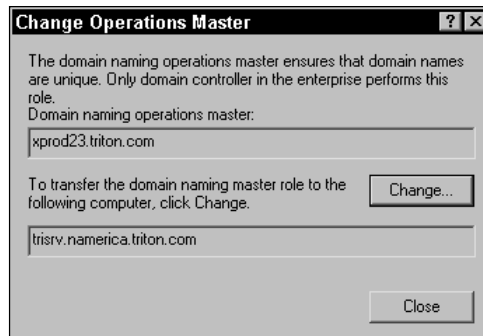 Change Operations Master
The domain naming operations master ensures that domain names
are unique. Only domain controller in the enterprise performs this
role.
Domain naming operations master:
xprod23.triton.com
To transfer the domain naming master role to the
following computer, click Change.
Change...
trisrv.namerica.triton.com
Close